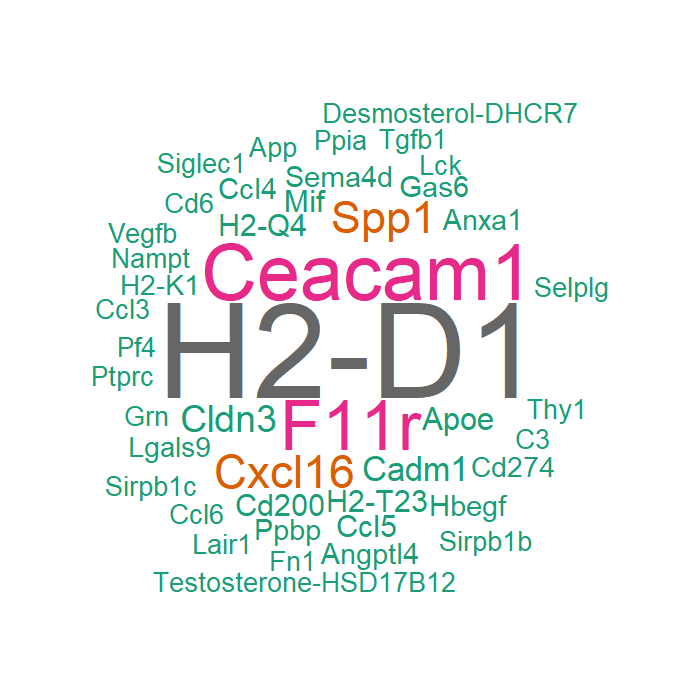 Desmosterol-DHCR7
App Ppia Tgfb1
Siglec1 Lck
Ccl4 Sema4d Gas6
Cd6 Mif
H2-Q4 Spp1 Anxa1
Vegfb
Nampt
H2-K1 Ceacam1 Selplg
Ccl3
Pf4 H2-D1
Ptprc
Grn Cldn3 F11r Apoe Thy1
Lgals9 C3
Cxcl16 Cadm1 Cd274
Sirpb1c
Ccl6 Cd200 H2-T23 Hbegf
Ppbp Ccl5
Lair1 Sirpb1b
Fn1 Angptl4
Testosterone-HSD17B12